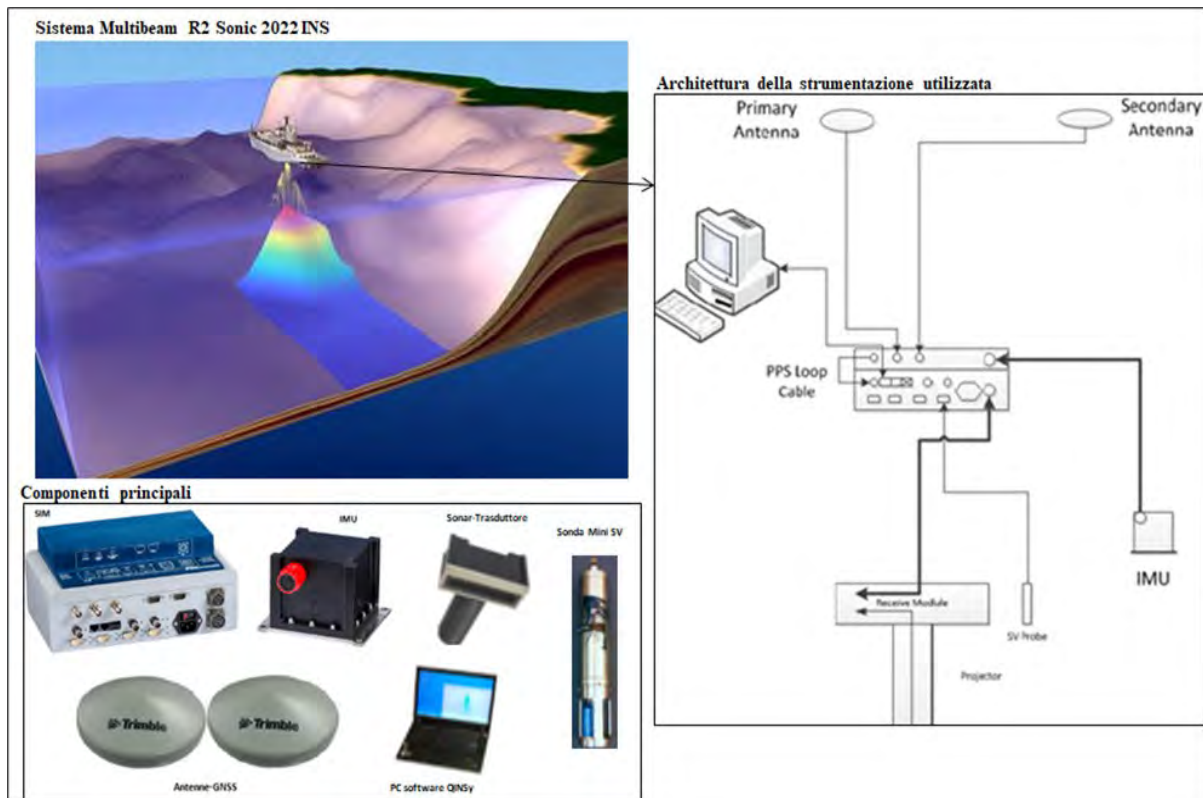 Sistema Multibeam R2 Sonic 2022 INS
Architettura della strumentazione utilizzata
Primary
Antenna
Secondary
Antenna
PPS Loop
Cable
IMU
Receive Module
SV Probe
Projector
Componenti principali
SIM
IMU
Sonar-Trasduttore
Sonda Mini SV
Trimble
Trimble
Antenne-GNSS
PC software QINSy